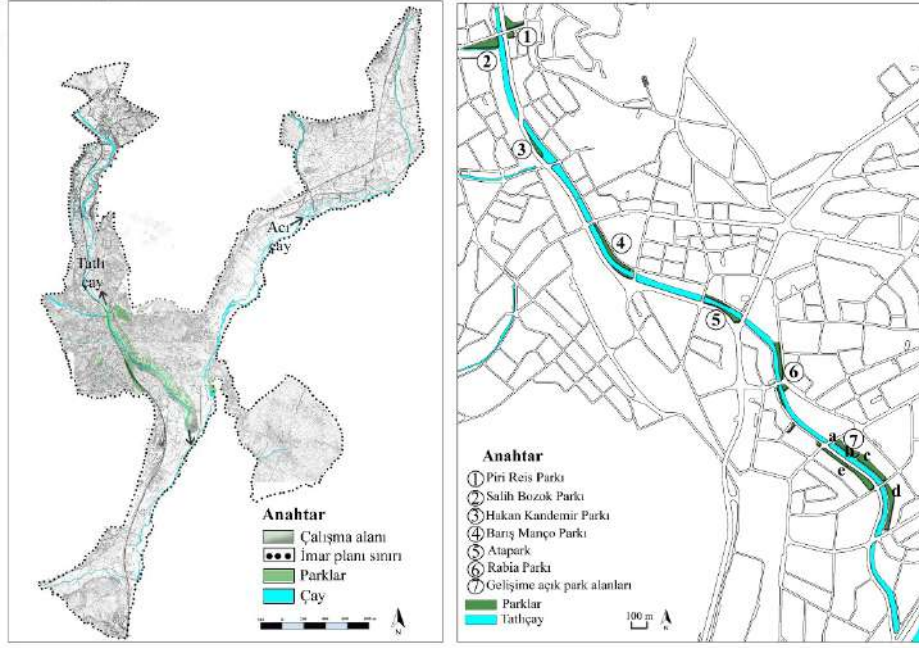 Acı
çay
Tatlı
çay
Anahtar
Çalışma alanı
İmar planı sınırı
Parklar
Çay
N
1
2
3
4
5
6
a
7
b
c
e
d
Anahtar
1 Piri Reis Parkı
2 Salih Bozok Parkı
3 Hakan Kandemir Parkı
4 Barış Manço Parkı
5 Atapark
6 Rabia Parkı
7 Gelişime açık park alanları
Parklar
Tatlıçay
100 m
N